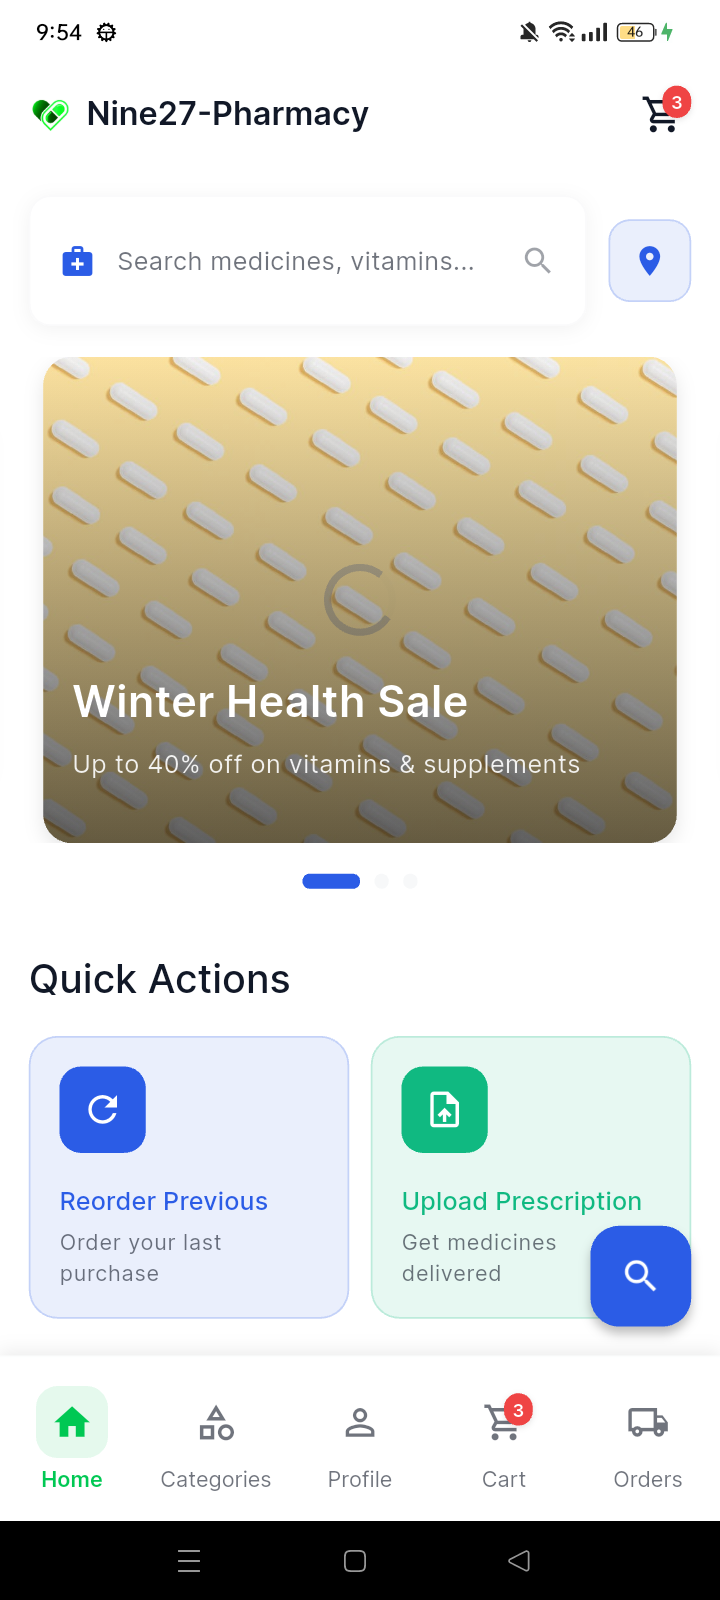 9:54
46
Nine27-Pharmacy
3
Search medicines, vitamins...
Winter Health Sale
Up to 40% off on vitamins & supplements
Quick Actions
Reorder Previous
Order your last
purchase
Upload Prescription
Get medicines
delivered
3
Home
Categories
Profile
Cart
Orders